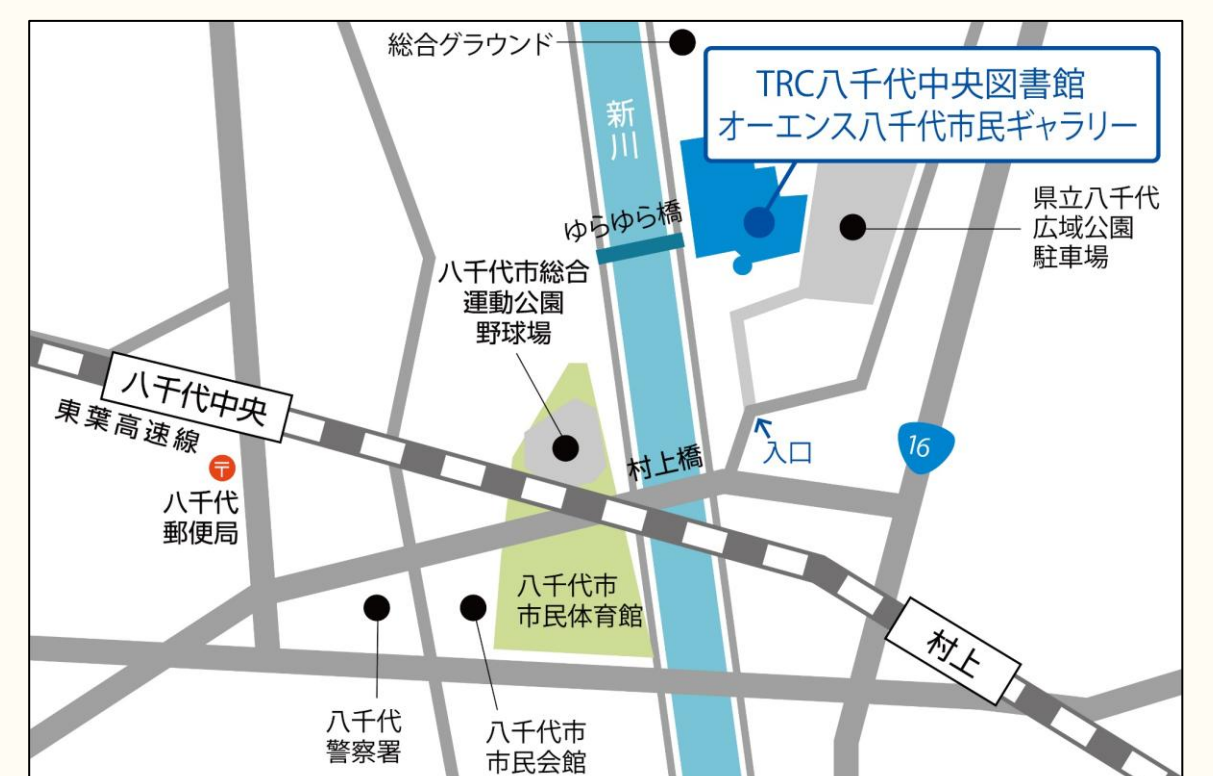 総合グラウンド
TRC八千代中央図書館
オーエンス八千代市民ギャラリー
新川
県立八千代
広域公園
駐車場
ゆらゆら橋
八千代市総合
運動公園
野球場
八千代中央
東葉高速線
〒
八千代
郵便局
村上橋
入口
16
八千代市
市民体育館
村上
八千代
警察署
八千代市
市民会館